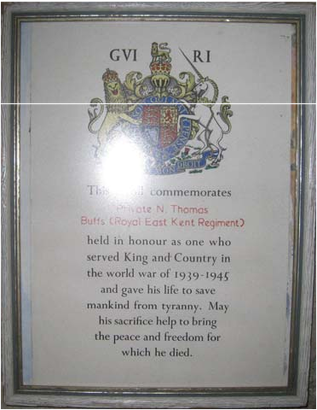 GVI RI
commemorates
Private N. Thomas
Buffs (Royal East Kent Regiment)
held in honour as one who
served King and Country in
the world war of 1939-1945
and gave his life to save
mankind from tyranny. May
his sacrifice help to bring
the peace and freedom for
which he died.